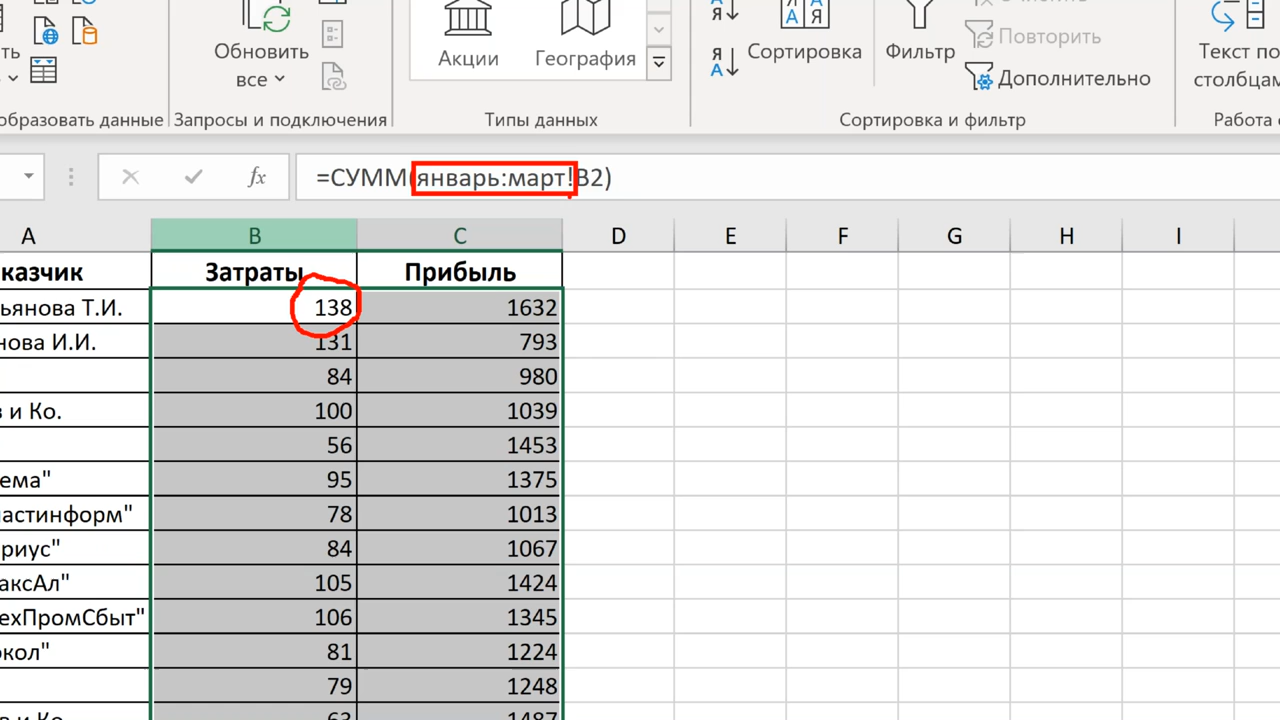 Обновить
все
Акции
География
Сортировка
Фильтр
Повторить
Дополнительно
Текст по
столбцам
образовать данные
Запросы и подключения
Типы данных
Сортировка и фильтр
Работа
fx
=СУММ(январь:март!B2)
A B C D E F G H I
казчик Затраты Прибыль
ьянова Т.И. 138 1632
нова И.И. 131 793
84 980
в и Ко. 100 1039
56 1453
ема" 95 1375
астинформ" 78 1013
риус" 84 1067
аксАл" 105 1424
ехПромСбыт" 106 1345
окол" 81 1224
79 1248